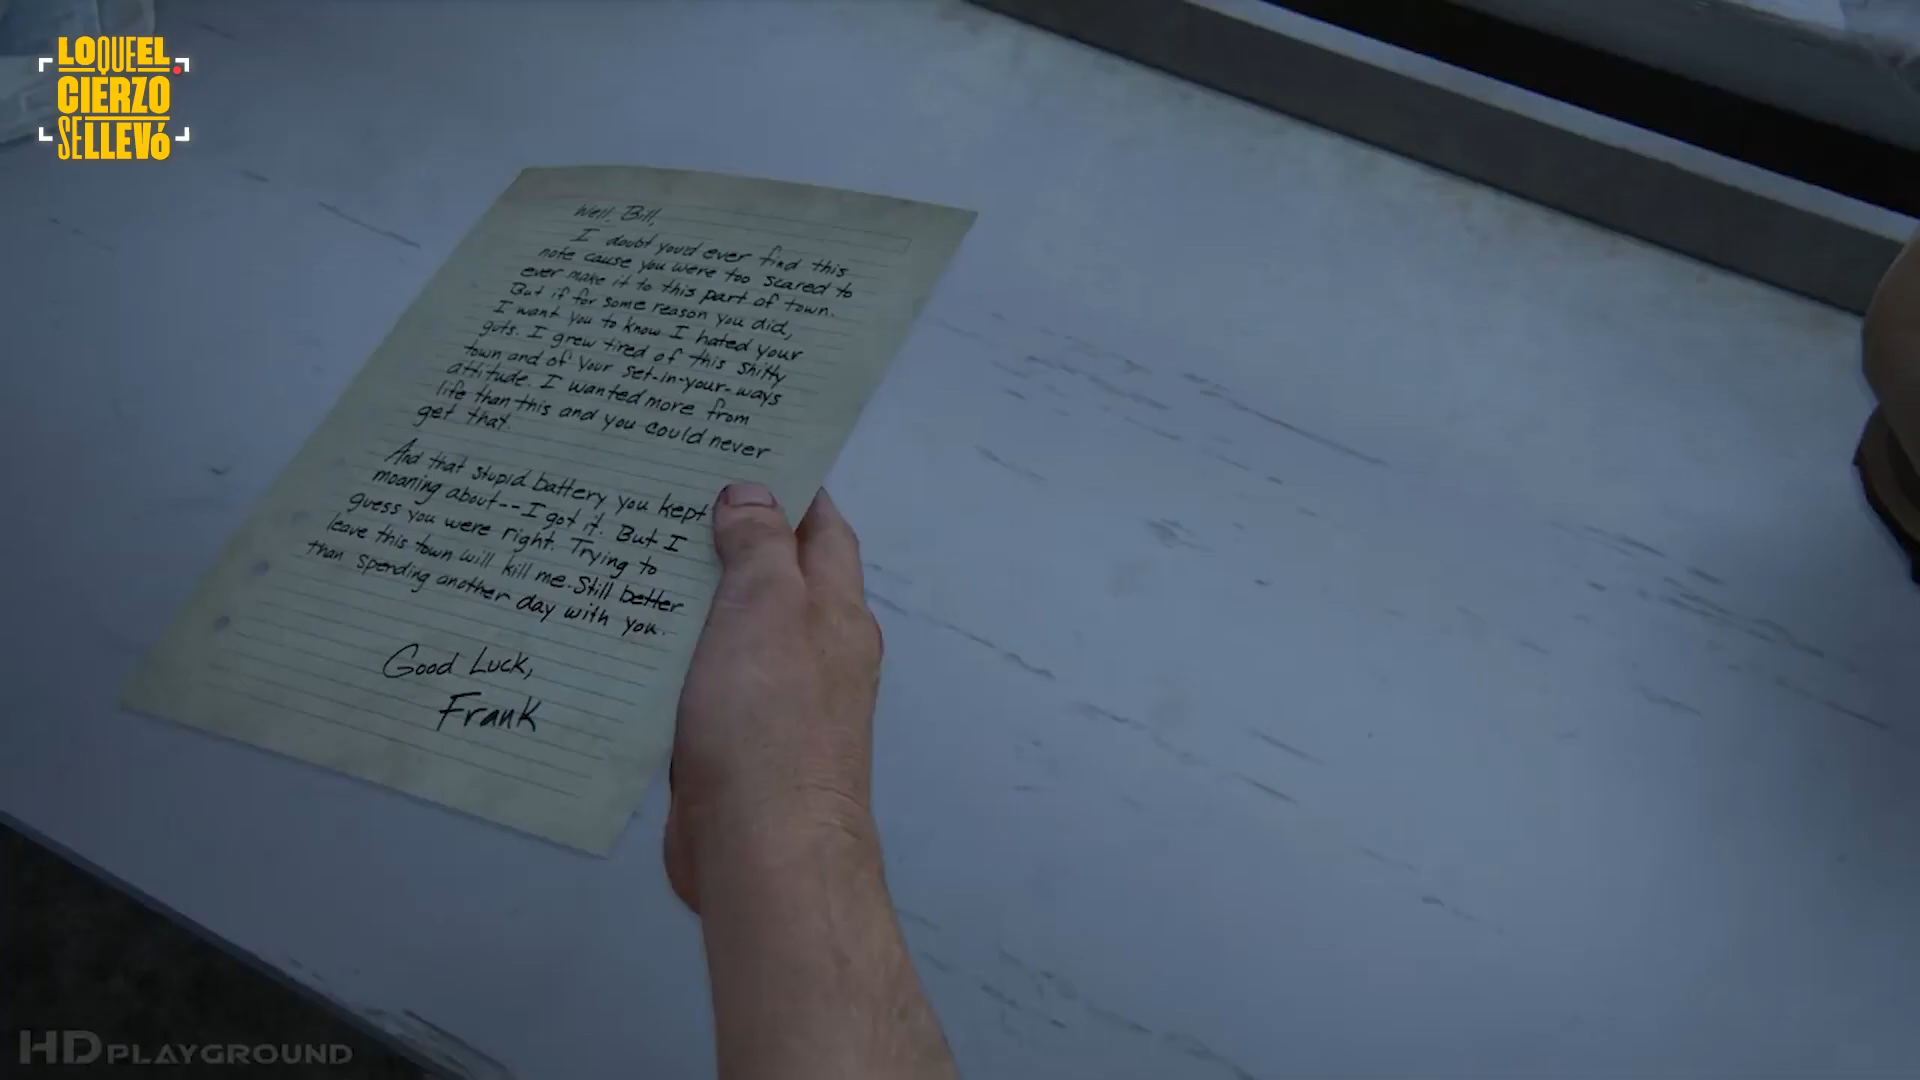 LO QUE EL
CIERZO
SE LLEVÓ
Well, Bill,
I doubt you'd ever find this
note cause you were too scared to
ever make it to this part of town.
But if for some reason you did,
I want you to know I hated your
guts. I grew tired of this shitty
town and of your set-in-your-ways
attitude. I wanted more from
life than this and you could never
get that.
And that stupid battery you kept
moaning about--I got it. But I
guess you were right. Trying to
leave this town will kill me. Still better
than spending another day with you.
Good Luck,
Frank
HD PLAYGROUND